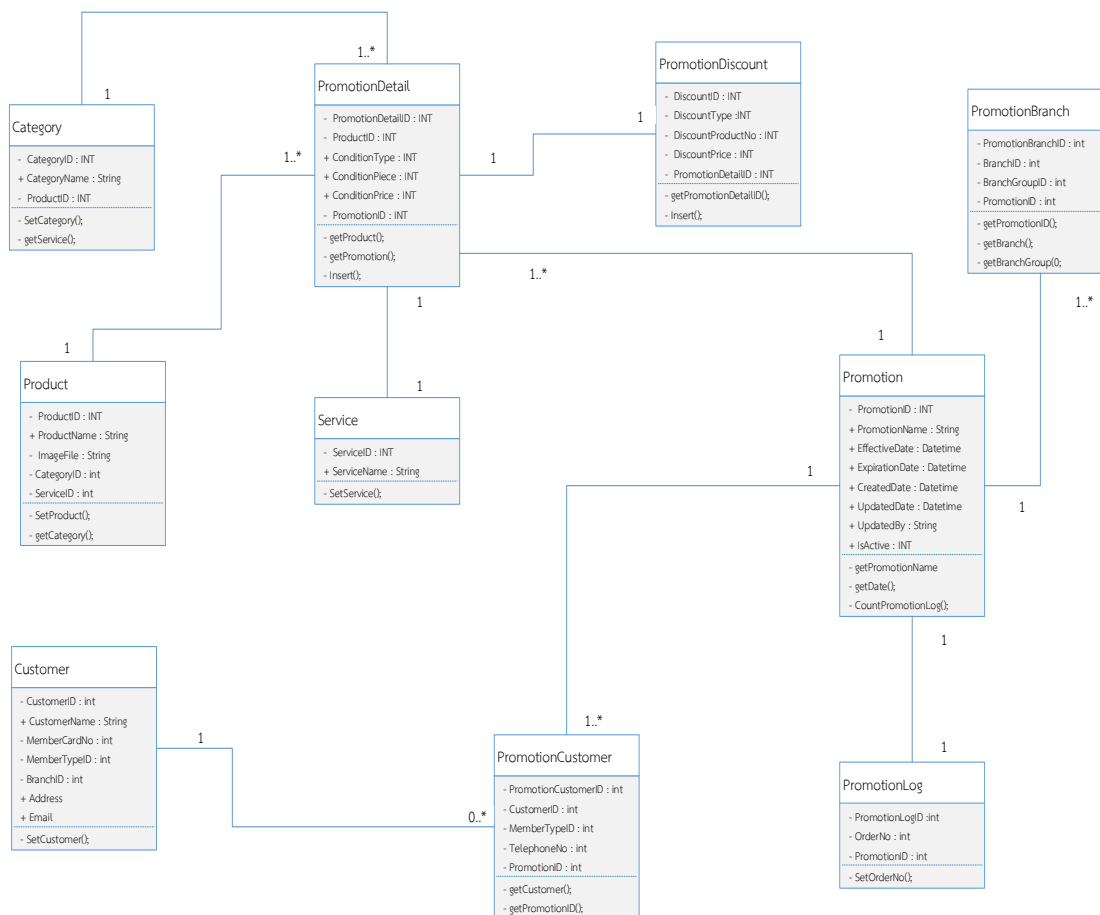 1..*
1
Category
- CategoryID : INT
+ CategoryName : String
- ProductID : INT
- SetCategory();
- getService();
PromotionDetail
- PromotionDetailID : INT
- ProductID : INT
+ ConditionType : INT
+ ConditionPiece : INT
+ ConditionPrice : INT
- PromotionID : INT
- getProduct();
- getPromotion();
- Insert();
1..*
1
1
PromotionDiscount
- DiscountID : INT
- DiscountType :INT
- DiscountProductNo : INT
- DiscountPrice : INT
- PromotionDetailID : INT
- getPromotionDetailID();
- Insert();
PromotionBranch
- PromotionBranchID : int
- BranchID : int
- BranchGroupID : int
- PromotionID : int
- getPromotionID();
- getBranch();
- getBranchGroup(0;
1..*
1..*
1
1
1
Product
- ProductID : INT
+ ProductName : String
- ImageFile : String
- CategoryID : int
- ServiceID : int
- SetProduct();
- getCategory();
1
Service
- ServiceID : INT
+ ServiceName : String
- SetService();
Promotion
- PromotionID : INT
+ PromotionName : String
+ EffectiveDate : Datetime
+ ExpirationDate : Datetime
+ CreatedDate : Datetime
+ UpdatedDate : Datetime
+ UpdatedBy : String
+ IsActive : INT
- getPromotionName
- getDate();
- CountPromotionLog();
1
1
1
1
Customer
- CustomerID : int
+ CustomerName : String
- MemberCardNo : int
- MemberTypeID : int
- BranchID : int
+ Address
+ Email
- SetCustomer();
1
0..*
1..*
PromotionCustomer
- PromotionCustomerID : int
- CustomerID : int
- MemberTypeID : int
- TelephoneNo : int
- PromotionID : int
- getCustomer();
- getPromotionID();
PromotionLog
- PromotionLogID :int
- OrderNo : int
- PromotionID : int
- SetOrderNo();